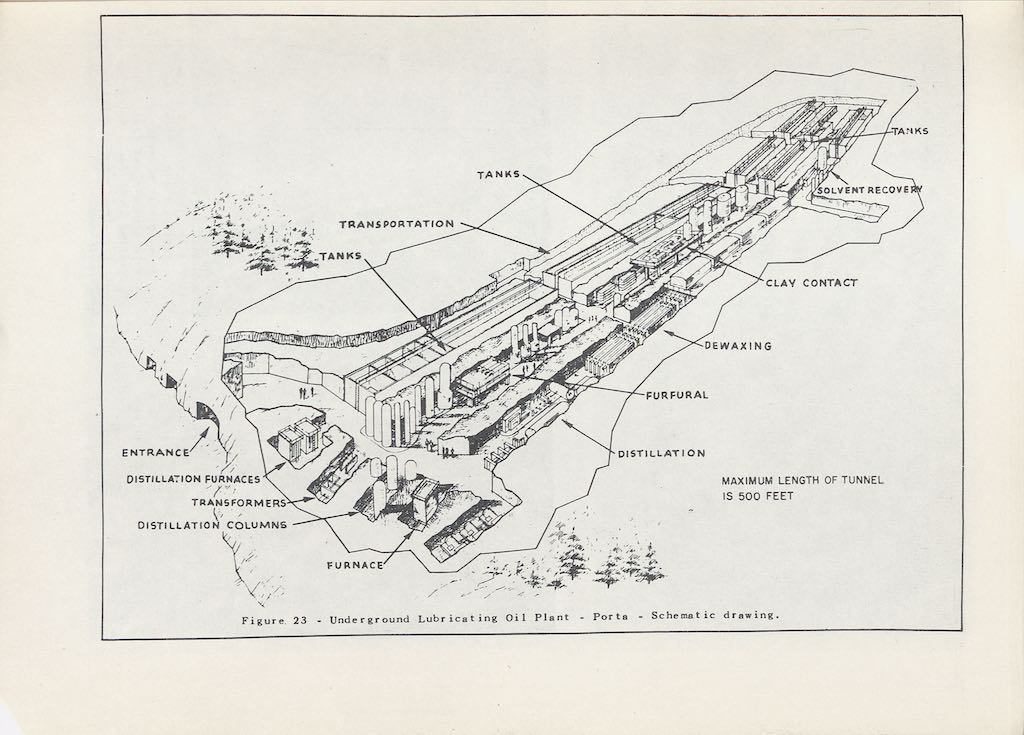 TANKS
TANKS
SOLVENT RECOVERY
TRANSPORTATION
TANKS
CLAY CONTACT
DEWAXING
FURFURAL
ENTRANCE
DISTILLATION
DISTILLATION FURNACES
MAXIMUM LENGTH OF TUNNEL
IS 500 FEET
TRANSFORMERS
DISTILLATION COLUMNS
FURNACE
Figure 23 - Underground Lubricating Oil Plant - Porta - Schematic drawing.